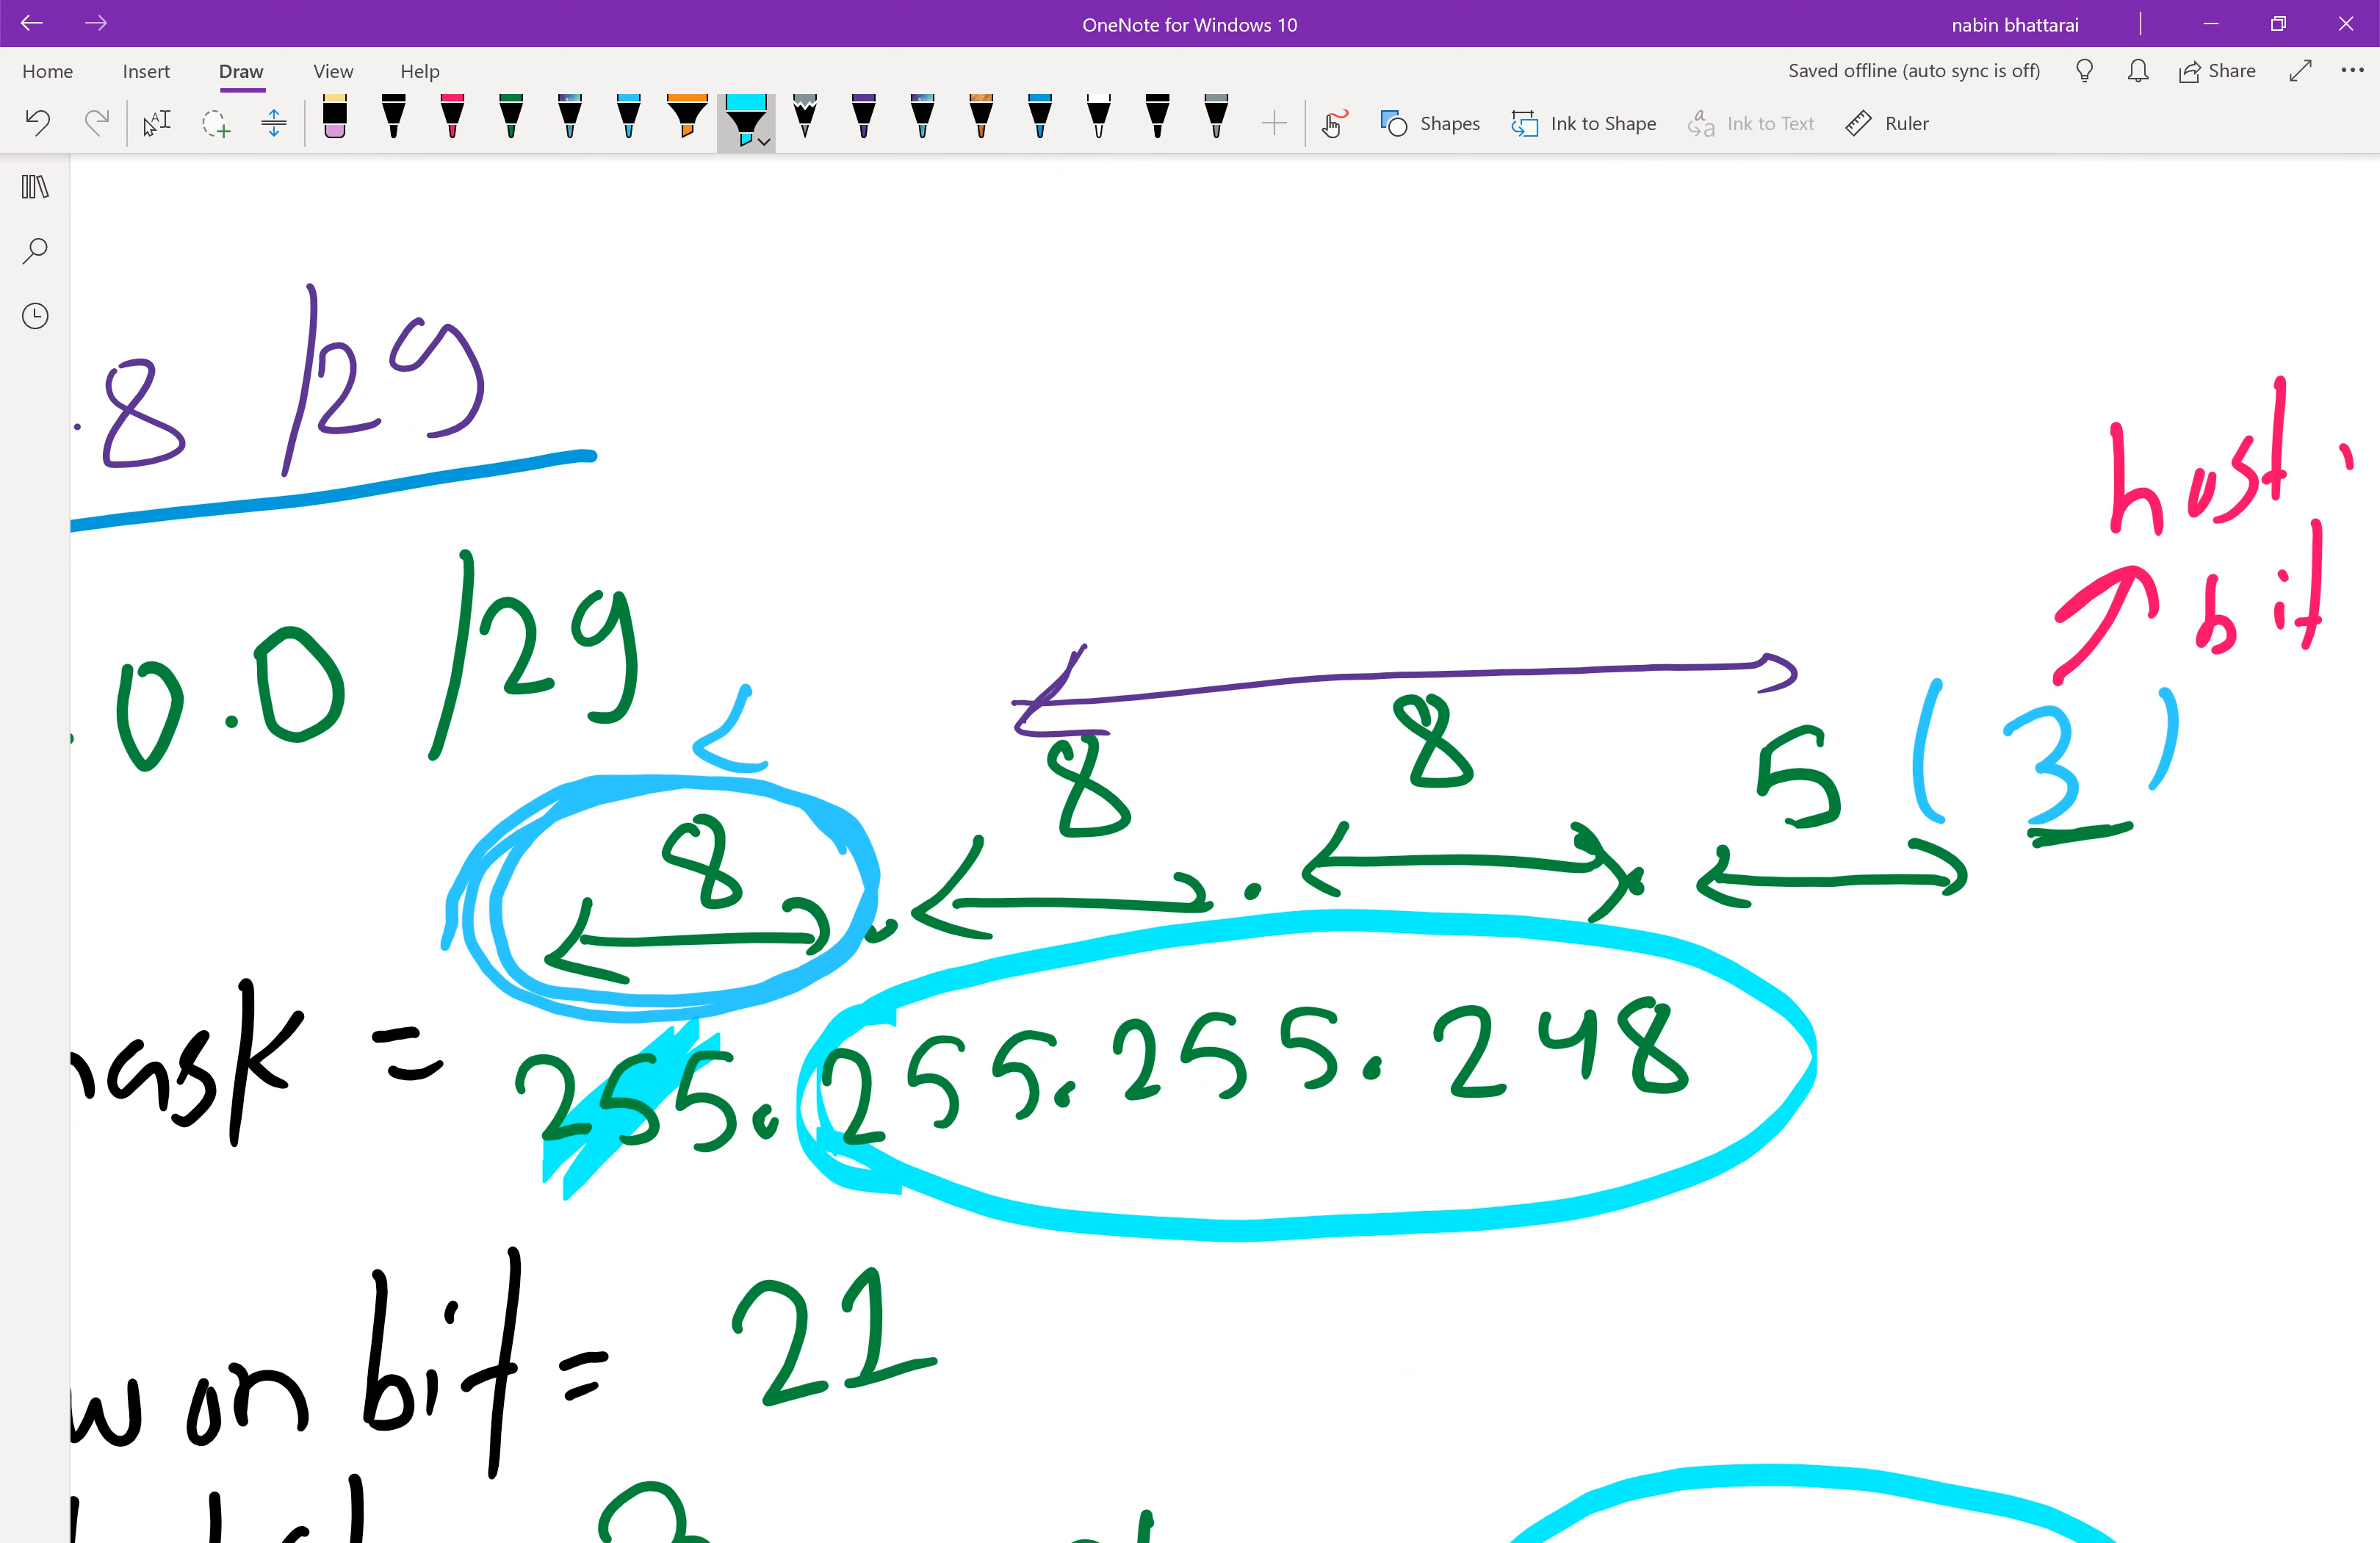 OneNote for Windows 10
nabin bhattarai
Home Insert Draw View Help
Saved offline (auto sync is off) Share
Shapes Ink to Shape Ink to Text Ruler
.8 /29
host
bit
0.0 /29
8 8 8 5 (3)
mask = 255.255.255.248
on bit = 21